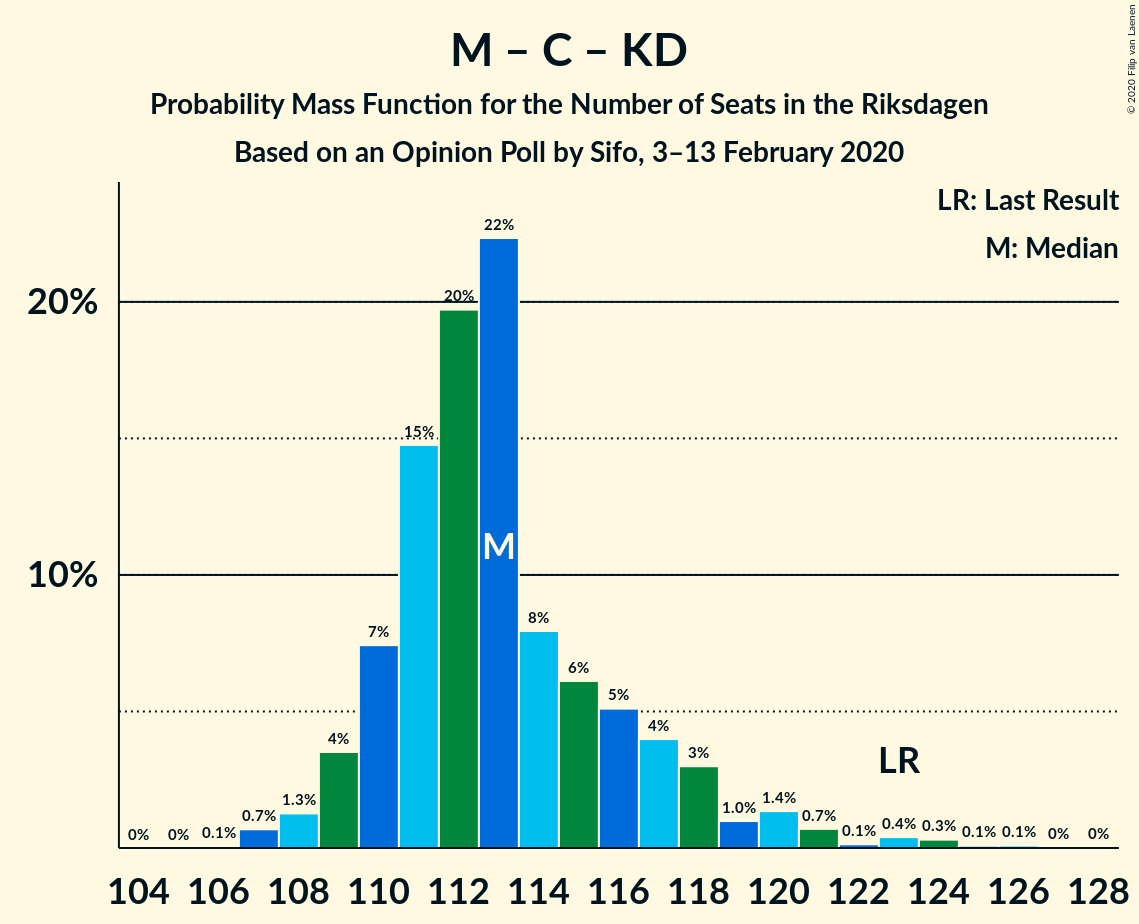 M – C – KD
Probability Mass Function for the Number of Seats in the Riksdagen
Based on an Opinion Poll by Sifo, 3–13 February 2020
© 2020 Filip van Laenen
LR: Last Result
M: Median
20%
10%
0% 0% 0.1% 0.7% 1.3% 4% 7% 15% 20% 22% 8% 6% 5% 4% 3% 1.0% 1.4% 0.7% 0.1% 0.4% 0.3% 0.1% 0.1% 0% 0%
M
LR
104 106 108 110 112 114 116 118 120 122 124 126 128